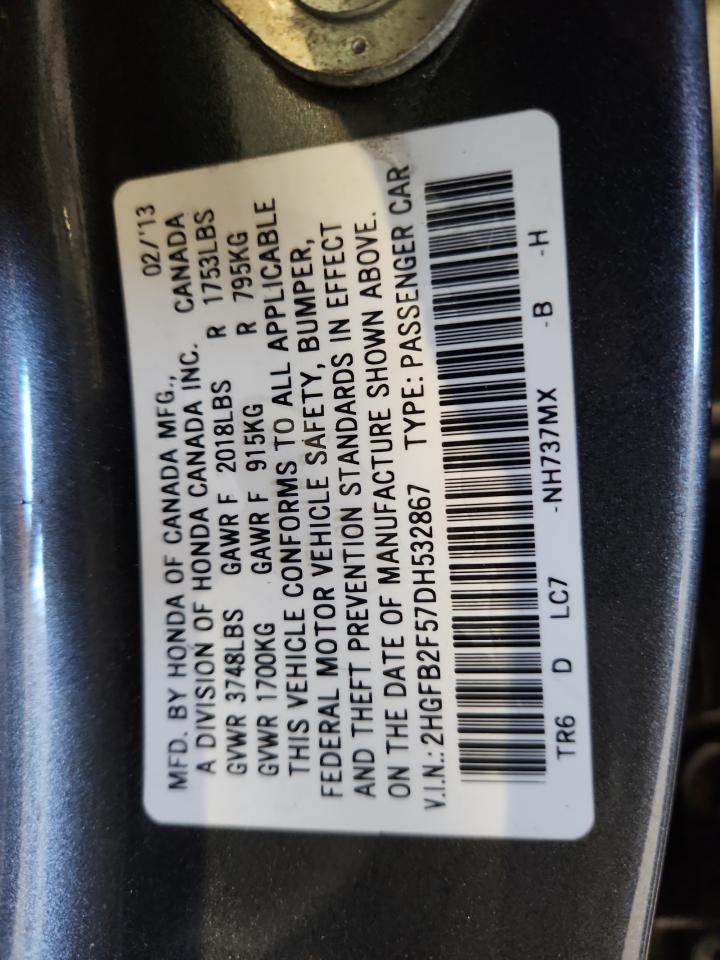 MFD. BY HONDA OF CANADA MFG., 02/'13
A DIVISION OF HONDA CANADA INC. CANADA
GVWR 3748LBS GAWR F 2018LBS R 1753LBS
GVWR 1700KG GAWR F 915KG R 795KG
THIS VEHICLE CONFORMS TO ALL APPLICABLE
FEDERAL MOTOR VEHICLE SAFETY, BUMPER,
AND THEFT PREVENTION STANDARDS IN EFFECT
ON THE DATE OF MANUFACTURE SHOWN ABOVE.
V.I.N.: 2HGFB2F57DH532867 TYPE: PASSENGER CAR
TR6 D LC7 -NH737MX -B -H